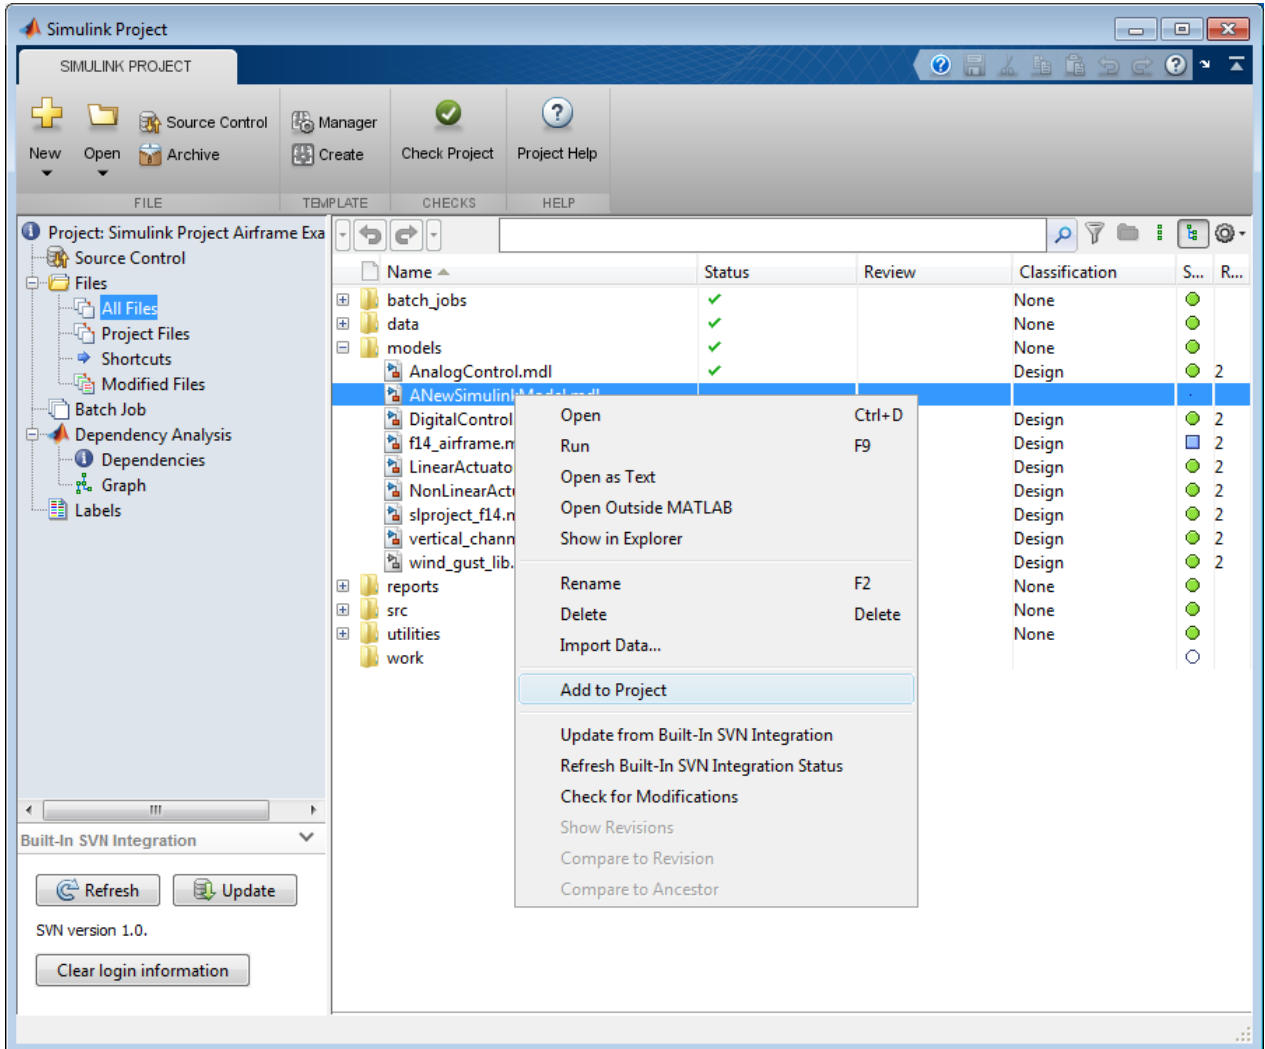 Simulink Project
SIMULINK PROJECT
New
Open
Source Control
Archive
Manager
Create
Check Project
Project Help
FILE
TEMPLATE
CHECKS
HELP
Project: Simulink Project Airframe Exa
Source Control
Files
All Files
Project Files
Shortcuts
Modified Files
Batch Job
Dependency Analysis
Dependencies
Graph
Labels
Built-In SVN Integration
Refresh Update
SVN version 1.0.
Clear login information
Name Status Review Classification S... R...
batch_jobs None
data None
models None
AnalogControl.mdl Design 2
ANewSimulinkModel.mdl
DigitalControl Design 2
f14_airframe.m Design 2
LinearActuato Design 2
NonLinearActu Design 2
slproject_f14.m Design 2
vertical_chann Design 2
wind_gust_lib. Design 2
reports None
src None
utilities None
work
Open Ctrl+D
Run F9
Open as Text
Open Outside MATLAB
Show in Explorer
Rename F2
Delete Delete
Import Data...
Add to Project
Update from Built-In SVN Integration
Refresh Built-In SVN Integration Status
Check for Modifications
Show Revisions
Compare to Revision
Compare to Ancestor